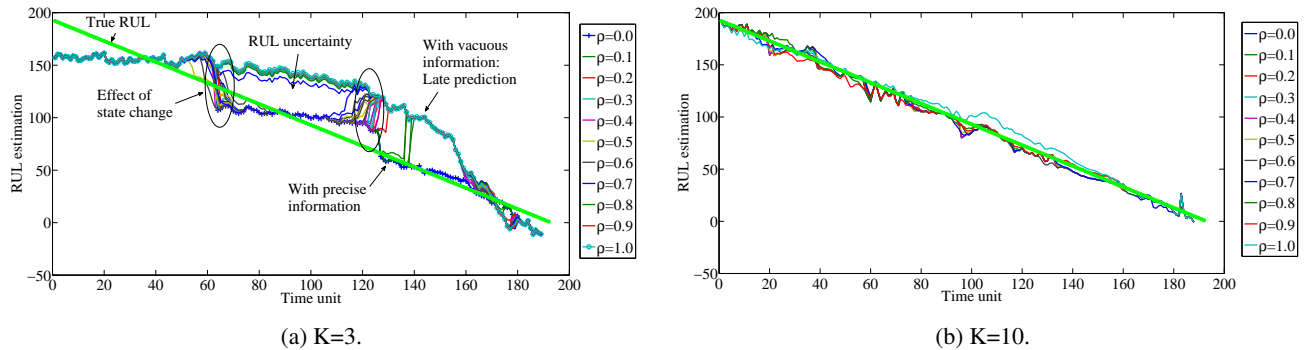 200
150
100
50
0
−50
0 20 40 60 80 100 120 140 160 180 200
RUL estimation
Time unit
True RUL
RUL uncertainty
With vacuous
information:
Late prediction
Effect of
state change
With precise
information
ρ=0.0
ρ=0.1
ρ=0.2
ρ=0.3
ρ=0.4
ρ=0.5
ρ=0.6
ρ=0.7
ρ=0.8
ρ=0.9
ρ=1.0
(a) K=3.
200
150
100
50
0
−50
0 20 40 60 80 100 120 140 160 180 200
RUL estimation
Time unit
ρ=0.0
ρ=0.1
ρ=0.2
ρ=0.3
ρ=0.4
ρ=0.5
ρ=0.6
ρ=0.7
ρ=0.8
ρ=0.9
ρ=1.0
(b) K=10.